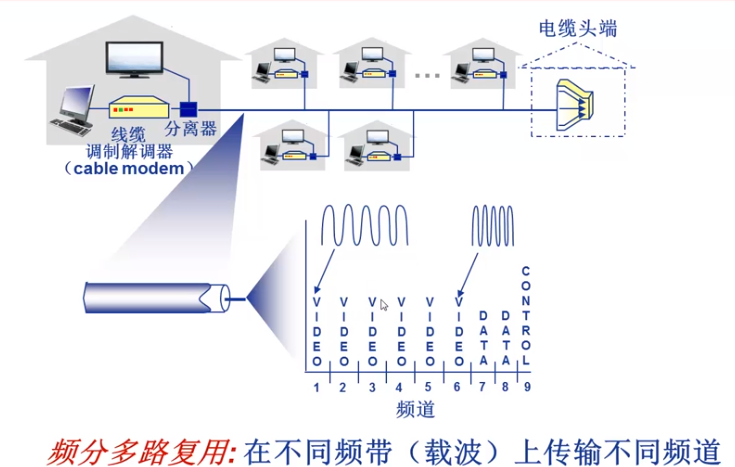 电缆头端
线缆
分离器
调制解调器
（cable modem）
VIDEO
VIDEO
VIDEO
VIDEO
VIDEO
VIDEO
DATA
DATA
CONTROL
1 2 3 4 5 6 7 8 9
频道
频分多路复用: 在不同频带（载波）上传输不同频道